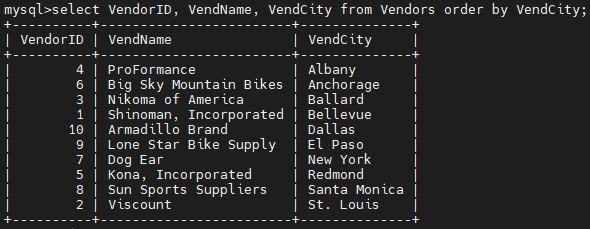 mysql>select VendorID, VendName, VendCity from Vendors order by VendCity;
+----------+-------------------------+--------------+
| VendorID | VendName                | VendCity     |
+----------+-------------------------+--------------+
|        4 | ProFormance             | Albany       |
|        6 | Big Sky Mountain Bikes  | Anchorage    |
|        3 | Nikoma of America       | Ballard      |
|        1 | Shinoman, Incorporated  | Bellevue     |
|       10 | Armadillo Brand         | Dallas       |
|        9 | Lone Star Bike Supply   | El Paso      |
|        7 | Dog Ear                 | New York     |
|        5 | Kona, Incorporated      | Redmond      |
|        8 | Sun Sports Suppliers    | Santa Monica |
|        2 | Viscount                | St. Louis    |
+----------+-------------------------+--------------+